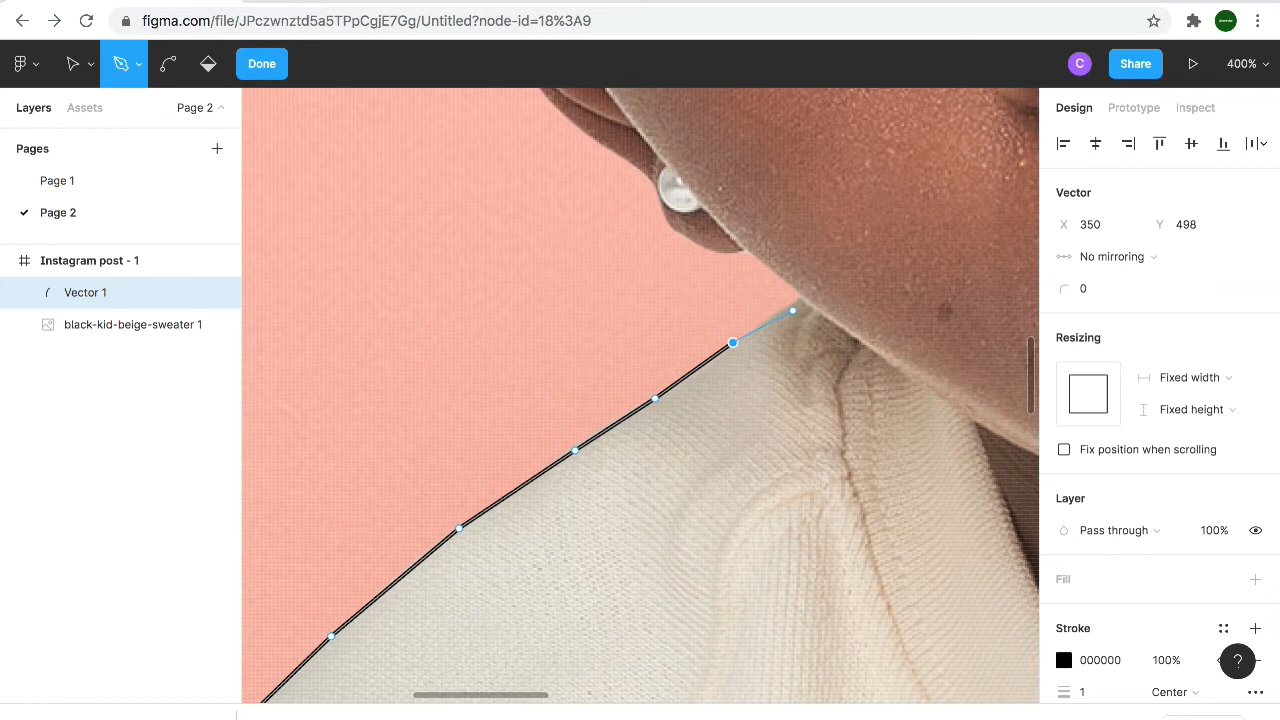 figma.com/file/JPczwnztd5a5TPpCgjE7Gg/Untitled?node-id=18%3A9
Done
C
Share
400%
Layers
Assets
Page 2
Design
Prototype
Inspect
Pages
Page 1
Page 2
Vector
X 350
Y 498
No mirroring
0
Instagram post - 1
Vector 1
black-kid-beige-sweater 1
Resizing
Fixed width
Fixed height
Fix position when scrolling
Layer
Pass through
100%
Fill
Stroke
000000
100%
?
1
Center